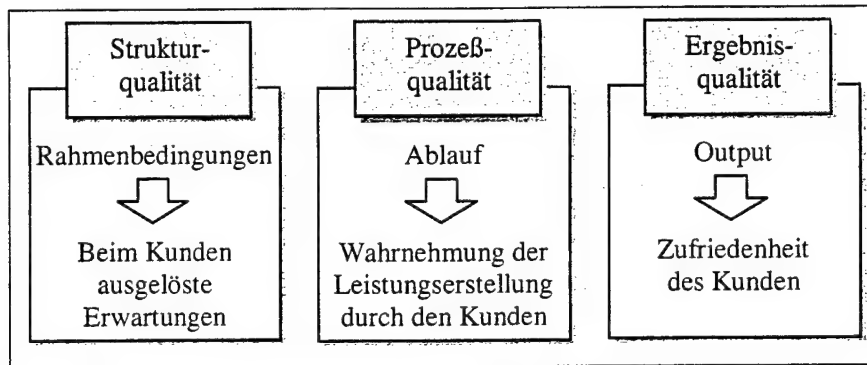 Struktur-
qualität
Rahmenbedingungen
Beim Kunden
ausgelöste
Erwartungen
Prozeß-
qualität
Ablauf
Wahrnehmung der
Leistungserstellung
durch den Kunden
Ergebnis-
qualität
Output
Zufriedenheit
des Kunden